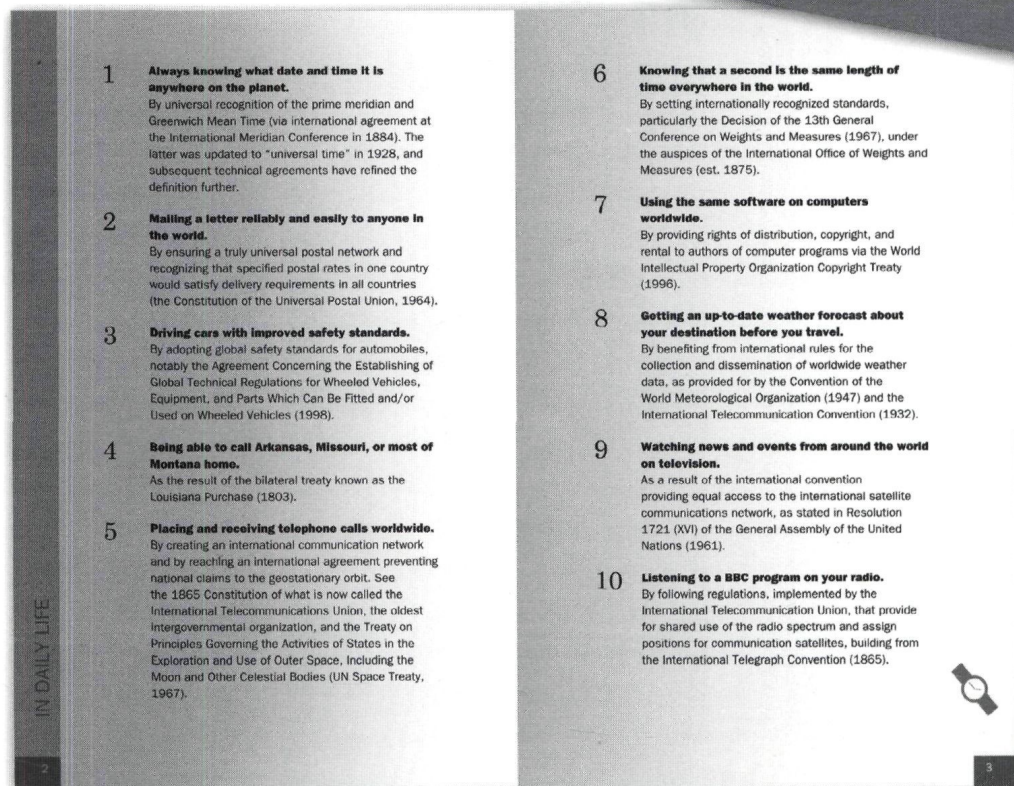 1
Always knowing what date and time it is
anywhere on the planet.
By universal recognition of the prime meridian and
Greenwich Mean Time (via international agreement at
the International Meridian Conference in 1884). The
latter was updated to "universal time" in 1928, and
subsequent technical agreements have refined the
definition further.
2
Mailing a letter reliably and easily to anyone in
the world.
By ensuring a truly universal postal network and
recognizing that specified postal rates in one country
would satisfy delivery requirements in all countries
(the Constitution of the Universal Postal Union, 1964).
3
Driving cars with improved safety standards.
By adopting global safety standards for automobiles,
notably the Agreement Concerning the Establishing of
Global Technical Regulations for Wheeled Vehicles,
Equipment, and Parts Which Can Be Fitted and/or
Used on Wheeled Vehicles (1998).
4
Being able to call Arkansas, Missouri, or most of
Montana home.
As the result of the bilateral treaty known as the
Louisiana Purchase (1803).
5
Placing and receiving telephone calls worldwide.
By creating an international communication network
and by reaching an international agreement preventing
national claims to the geostationary orbit. See
the 1865 Constitution of what is now called the
International Telecommunications Union, the oldest
intergovernmental organization, and the Treaty on
Principles Governing the Activities of States in the
Exploration and Use of Outer Space, Including the
Moon and Other Celestial Bodies (UN Space Treaty,
1967).
IN DAILY LIFE
2
6
Knowing that a second is the same length of
time everywhere in the world.
By setting internationally recognized standards,
particularly the Decision of the 13th General
Conference on Weights and Measures (1967), under
the auspices of the International Office of Weights and
Measures (est. 1875).
7
Using the same software on computers
worldwide.
By providing rights of distribution, copyright, and
rental to authors of computer programs via the World
Intellectual Property Organization Copyright Treaty
(1996).
8
Getting an up-to-date weather forecast about
your destination before you travel.
By benefiting from international rules for the
collection and dissemination of worldwide weather
data, as provided for by the Convention of the
World Meteorological Organization (1947) and the
International Telecommunication Convention (1932).
9
Watching news and events from around the world
on television.
As a result of the international convention
providing equal access to the international satellite
communications network, as stated in Resolution
1721 (XVI) of the General Assembly of the United
Nations (1961).
10
Listening to a BBC program on your radio.
By following regulations, implemented by the
International Telecommunication Union, that provide
for shared use of the radio spectrum and assign
positions for communication satellites, building from
the International Telegraph Convention (1865).
3